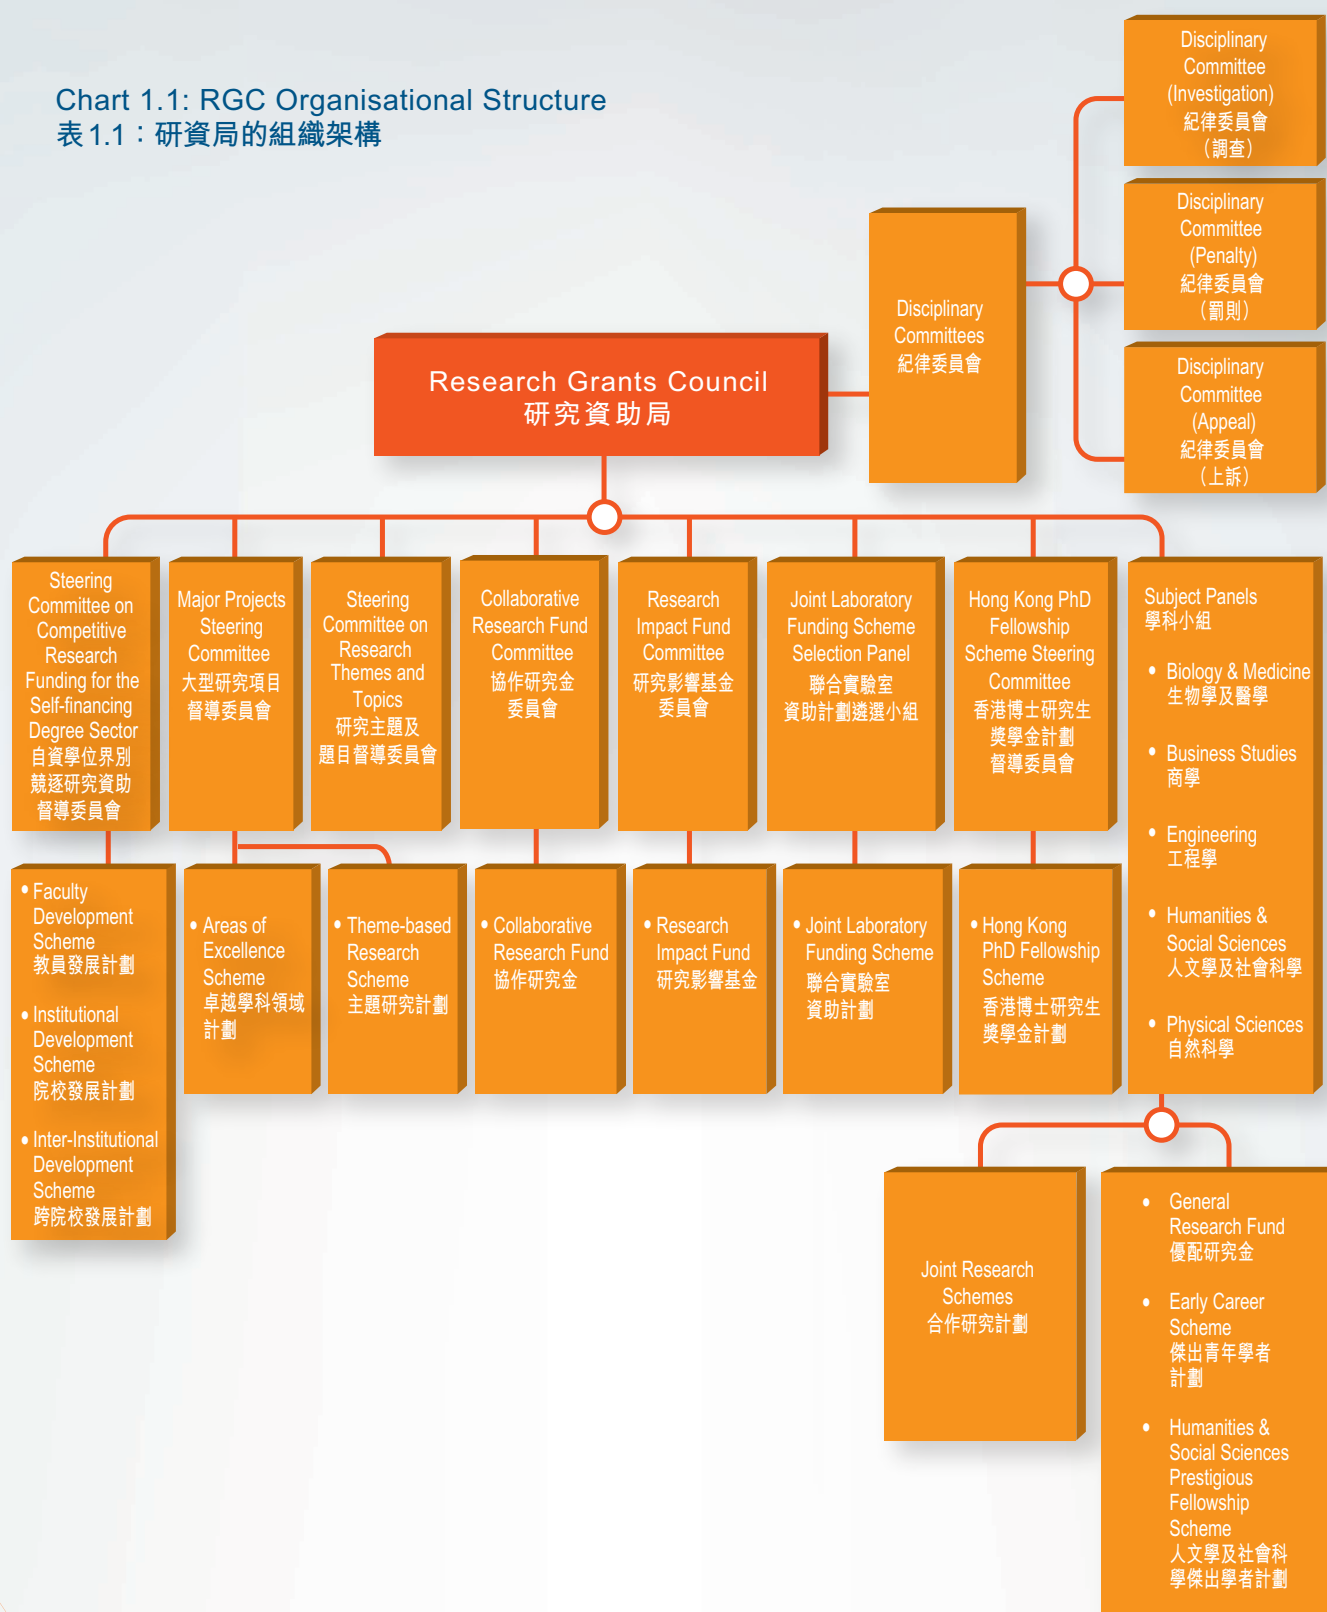 Chart 1.1: RGC Organisational Structure
表 1.1：研資局的組織架構
Disciplinary
Committee
(Investigation)
紀律委員會
（調查）
Disciplinary
Committee
(Penalty)
紀律委員會
（罰則）
Disciplinary
Committee
(Appeal)
紀律委員會
（上訴）
Disciplinary
Committees
紀律委員會
Research Grants Council
研究資助局
Steering
Committee on
Competitive
Research
Funding for the
Self-financing
Degree Sector
自資學位界別
競逐研究資助
督導委員會
Major Projects
Steering
Committee
大型研究項目
督導委員會
Steering
Committee on
Research
Themes and
Topics
研究主題及
題目督導委員會
Collaborative
Research Fund
Committee
協作研究金
委員會
Research
Impact Fund
Committee
研究影響基金
委員會
Joint Laboratory
Funding Scheme
Selection Panel
聯合實驗室
資助計劃遴選小組
Hong Kong PhD
Fellowship
Scheme Steering
Committee
香港博士研究生
獎學金計劃
督導委員會
Subject Panels
學科小組
• Biology & Medicine
生物學及醫學
• Business Studies
商學
• Engineering
工程學
• Humanities &
Social Sciences
人文學及社會科學
• Physical Sciences
自然科學
• Faculty
Development
Scheme
教員發展計劃
• Institutional
Development
Scheme
院校發展計劃
• Inter-Institutional
Development
Scheme
跨院校發展計劃
• Areas of
Excellence
Scheme
卓越學科領域
計劃
• Theme-based
Research
Scheme
主題研究計劃
• Collaborative
Research Fund
協作研究金
• Research
Impact Fund
研究影響基金
• Joint Laboratory
Funding Scheme
聯合實驗室
資助計劃
• Hong Kong
PhD Fellowship
Scheme
香港博士研究生
獎學金計劃
Joint Research
Schemes
合作研究計劃
• General
Research Fund
優配研究金
• Early Career
Scheme
傑出青年學者
計劃
• Humanities &
Social Sciences
Prestigious
Fellowship
Scheme
人文學及社會科
學傑出學者計劃